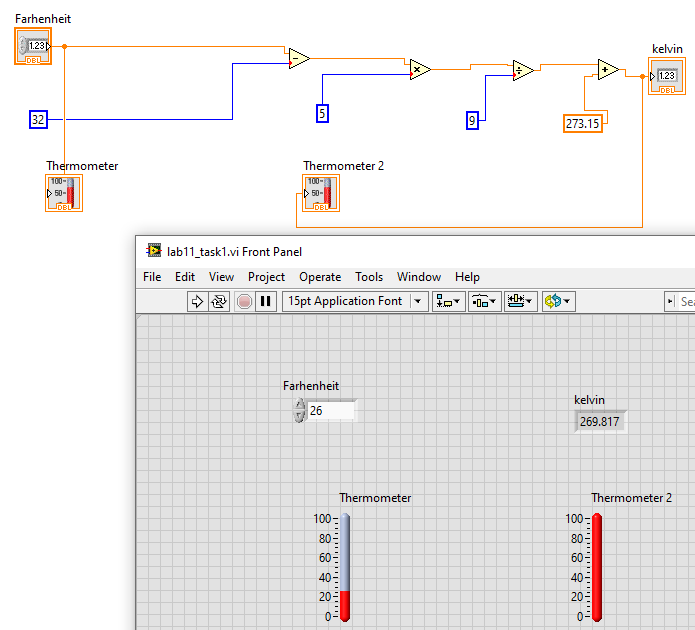 Farhenheit
1.23
DBL
32
5
9
273.15
kelvin
1.23
DBL
Thermometer
100
50
DBL
Thermometer 2
100
50
DBL
lab11_task1.vi Front Panel
File Edit View Project Operate Tools Window Help
15pt Application Font
Sea
Farhenheit
26
kelvin
269.817
Thermometer
100
80
60
40
20
0
Thermometer 2
100
80
60
40
20
0